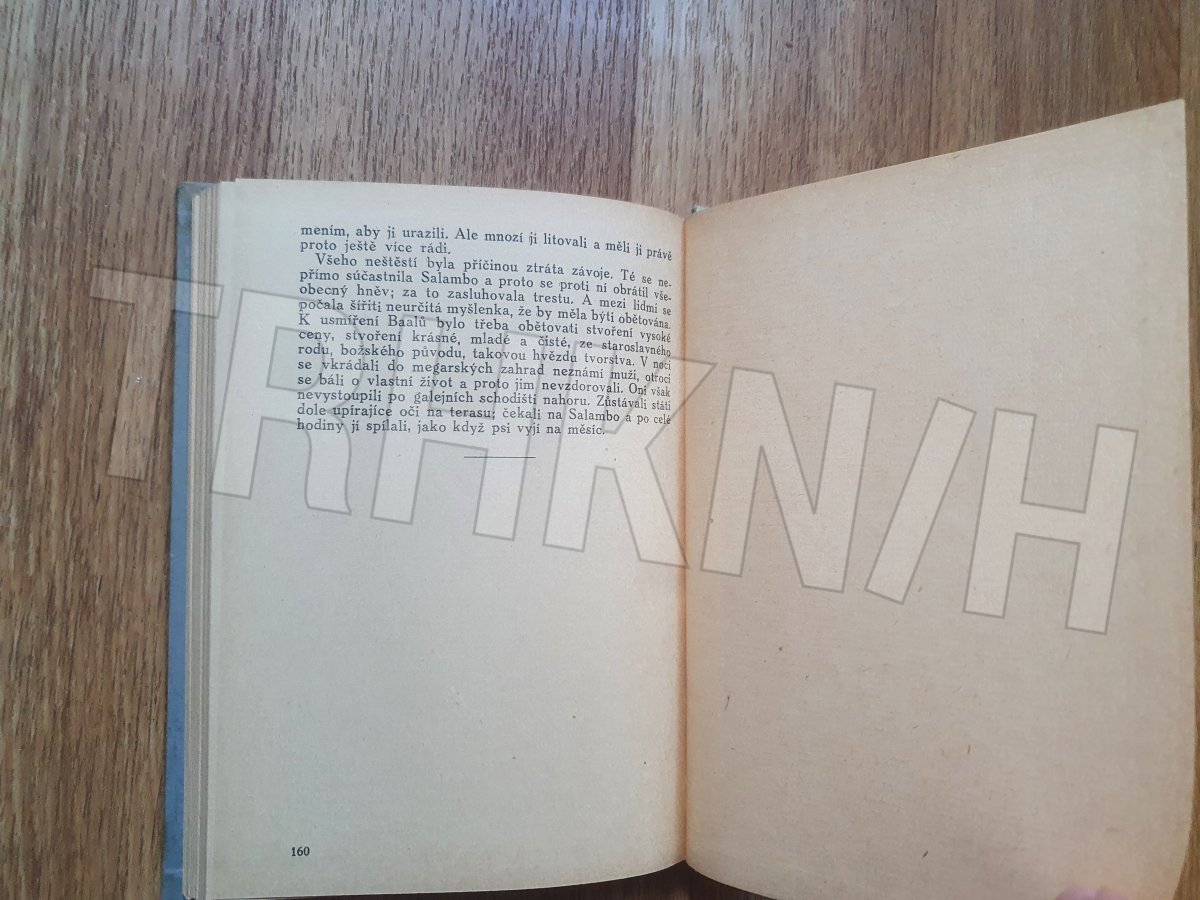 mením, aby ji urazili. Ale mnozí jí litovali a měli ji právě
proto ještě více rádi.
Všeho neštěstí byla příčinou ztráta závoje. Té se ne-
přímo súčastnila Salambo a proto se proti ní obrátil vše-
obecný hněv; za to zasluhovala trestu. A mezi lidmi se
počala šířiti neurčitá myšlenka, že by měla býti obětována.
K usmíření Baalů bylo třeba obětovati stvoření vysoké
ceny, stvoření krásné, mladé a čisté, ze staroslavného
rodu, božského původu, takovou hvězdu tvorstva. V noci
se vkrádali do megarských zahrad neznámí muži, otroci
se báli o vlastní život a proto jim nevzdorovali. Oni však
nevystoupili po galejních schodišti nahoru. Zůstávali státi
dole upírajíce oči na terasu; čekali na Salambo a po celé
hodiny jí spílali, jako když psi vyjí na měsíc.
160
TRHKN/H